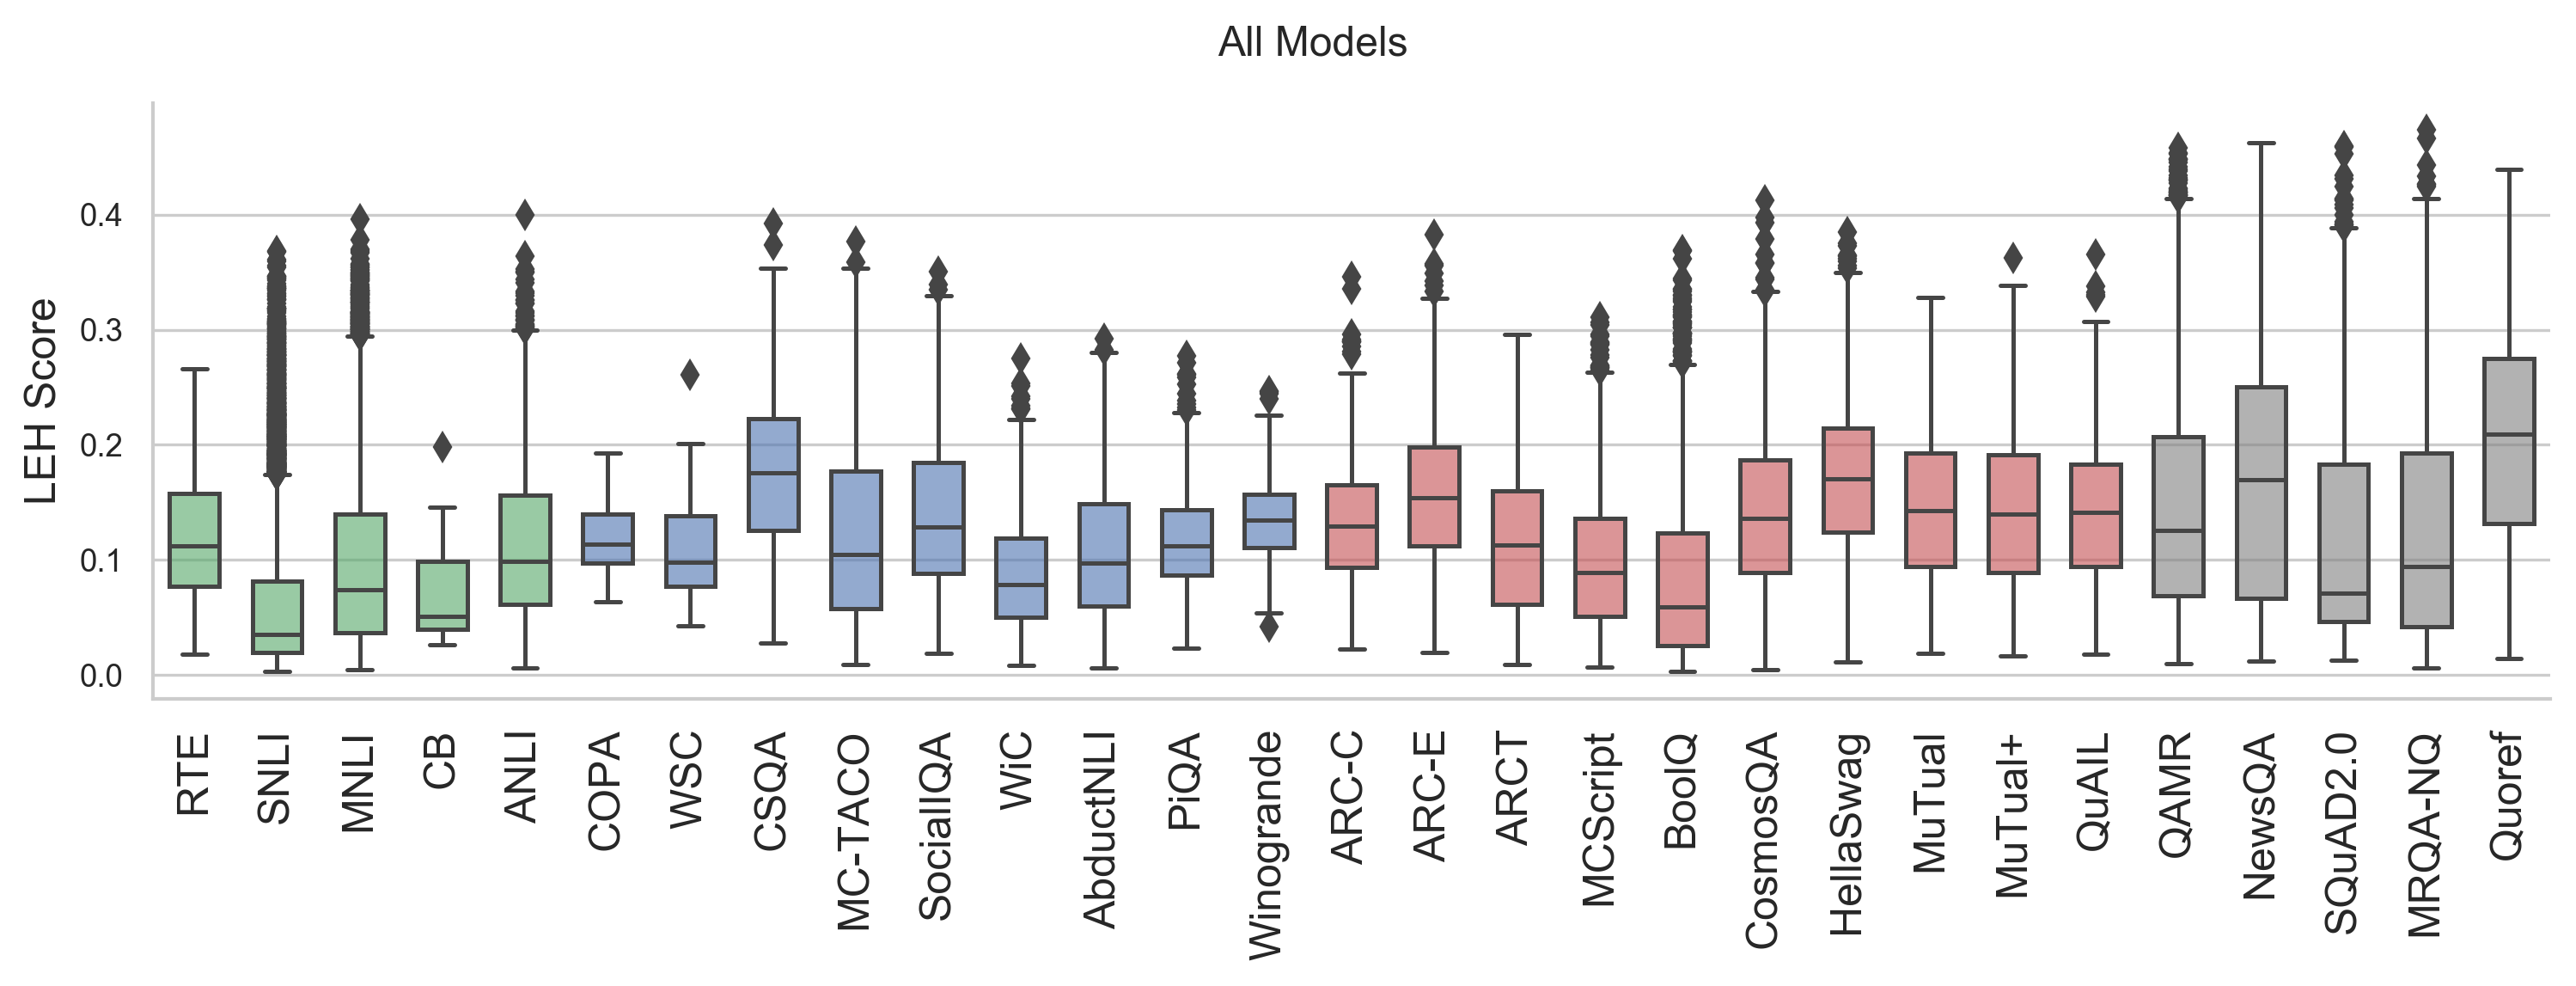 All Models
LEH Score
0.4
0.3
0.2
0.1
0.0
RTE
SNLI
MNLI
CB
ANLI
COPA
WSC
CSQA
MC-TACO
SocialIQA
WiC
AbductNLI
PiQA
Winogrande
ARC-C
ARC-E
ARCT
MCScript
BoolQ
CosmosQA
HellaSwag
MuTual
MuTual+
QuAIL
QAMR
NewsQA
SQuAD2.0
MRQA-NQ
Quoref